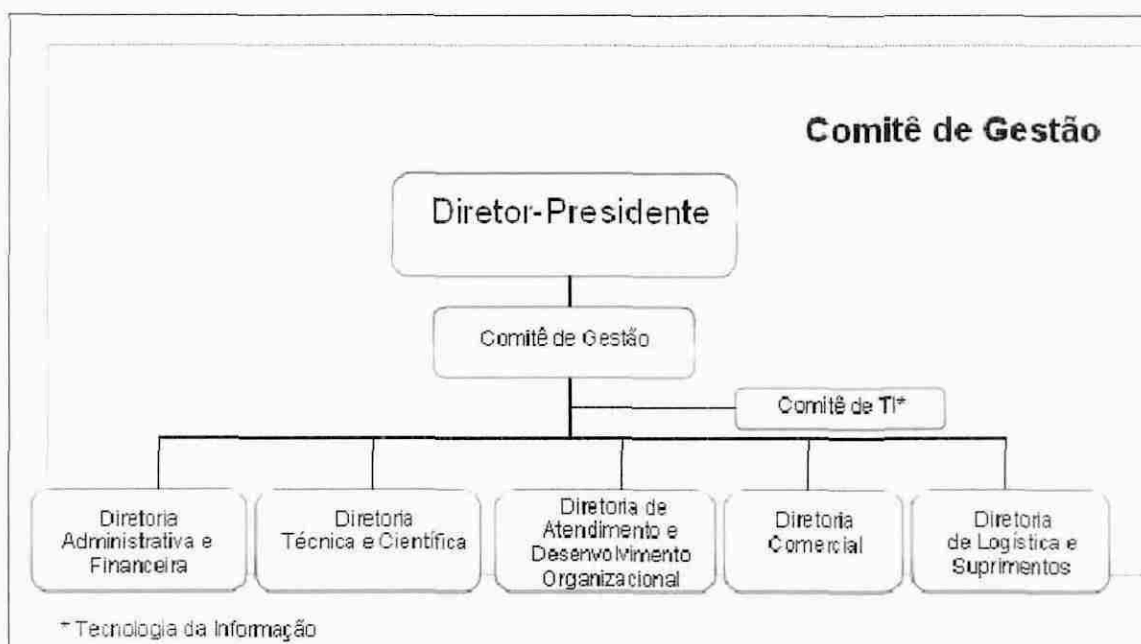 Comitê de Gestão
Diretor-Presidente
Comitê de Gestão
Comitê de TI*
Diretoria
Administrativa e
Financeira
Diretoria
Técnica e Científica
Diretoria de
Atendimento e
Desenvolvimento
Organizacional
Diretoria
Comercial
Diretoria
de Logística e
Suprimentos
* Tecnologia da Informação